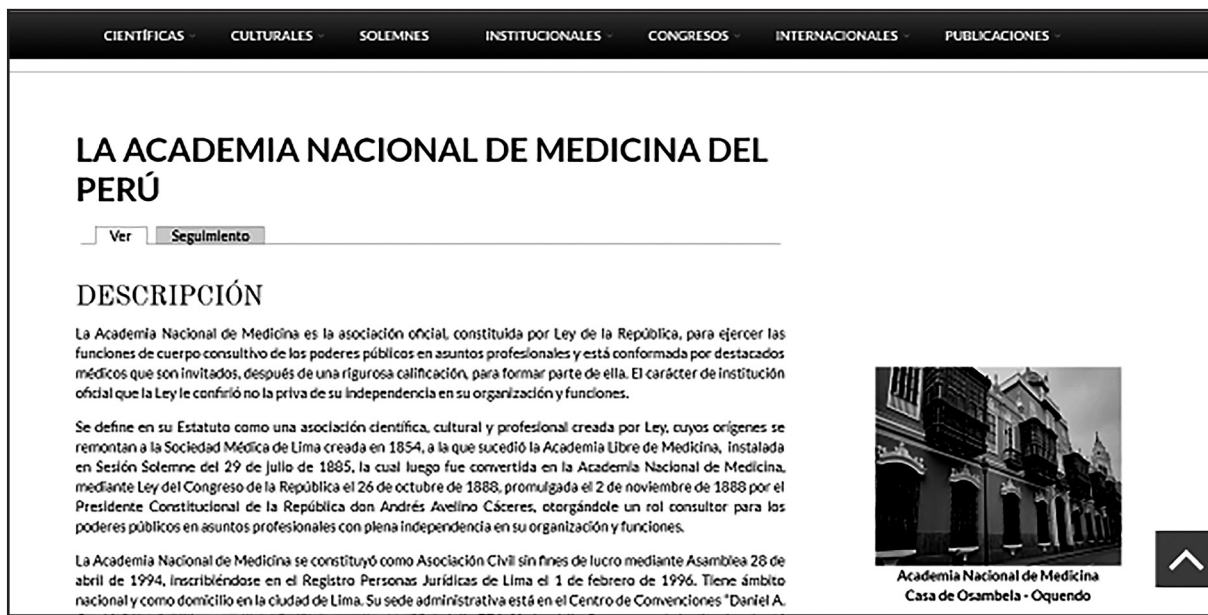 CIENTÍFICAS CULTURALES SOLEMNES INSTITUCIONALES CONGRESOS INTERNACIONALES PUBLICACIONES
LA ACADEMIA NACIONAL DE MEDICINA DEL
PERÚ
Ver Seguimiento
DESCRIPCIÓN
La Academia Nacional de Medicina es la asociación oficial, constituida por Ley de la República, para ejercer las
funciones de cuerpo consultivo de los poderes públicos en asuntos profesionales y está conformada por destacados
médicos que son invitados, después de una rigurosa calificación, para formar parte de ella. El carácter de institución
oficial que la Ley le confirió no la priva de su independencia en su organización y funciones.
Se define en su Estatuto como una asociación científica, cultural y profesional creada por Ley, cuyos orígenes se
remontan a la Sociedad Médica de Lima creada en 1854, a la que sucedió la Academia Libre de Medicina, instalada
en Sesión Solemne del 29 de julio de 1885, la cual luego fue convertida en la Academia Nacional de Medicina,
mediante Ley del Congreso de la República el 26 de octubre de 1888, promulgada el 2 de noviembre de 1888 por el
Presidente Constitucional de la República don Andrés Avelino Cáceres, otorgándole un rol consultor para los
poderes públicos en asuntos profesionales con plena independencia en su organización y funciones.
La Academia Nacional de Medicina se constituyó como Asociación Civil sin fines de lucro mediante Asamblea 28 de
abril de 1994, inscribiéndose en el Registro Personas Jurídicas de Lima el 1 de febrero de 1996. Tiene ámbito
nacional y como domicilio en la ciudad de Lima. Su sede administrativa está en el Centro de Convenciones "Daniel A.
Academia Nacional de Medicina
Casa de Osambela - Oquendo